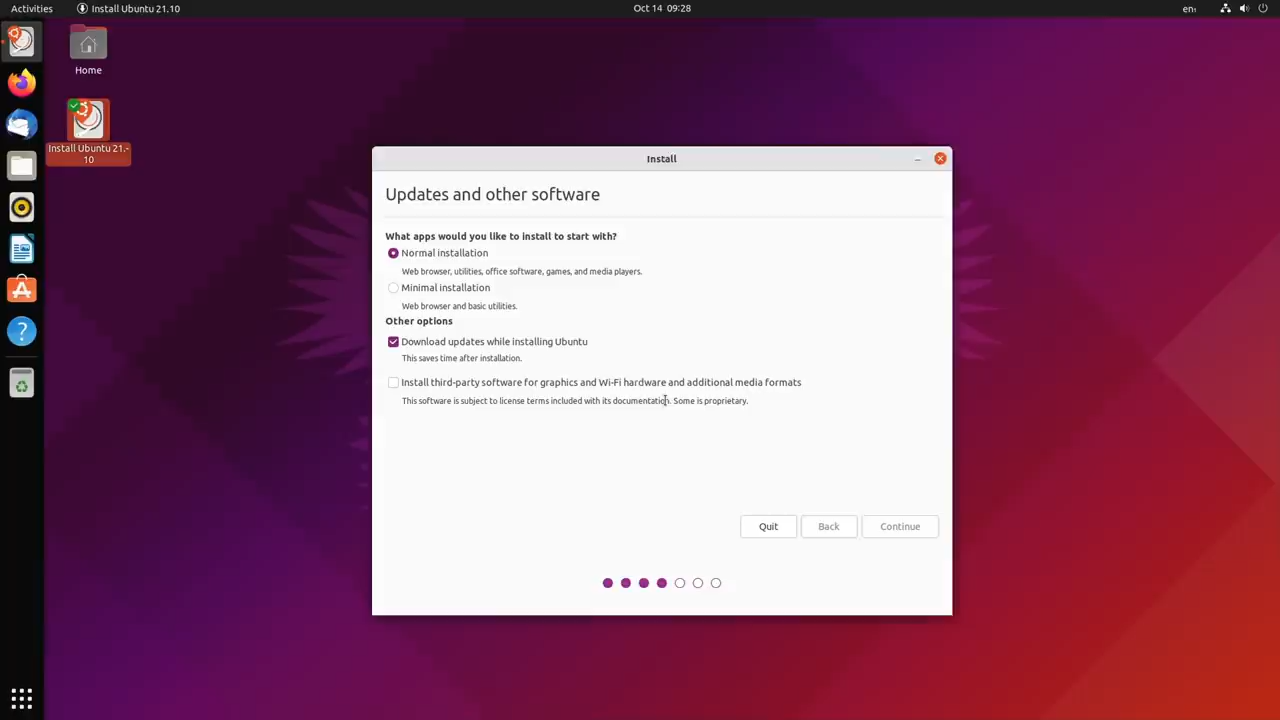 Activities
Install Ubuntu 21.10
Oct 14 09:28
en₁
Home
Install Ubuntu 21.-
10
Install
Updates and other software
What apps would you like to install to start with?
Normal installation
Web browser, utilities, office software, games, and media players.
Minimal installation
Web browser and basic utilities.
Other options
Download updates while installing Ubuntu
This saves time after installation.
Install third-party software for graphics and Wi-Fi hardware and additional media formats
This software is subject to license terms included with its documentation. Some is proprietary.
Quit
Back
Continue